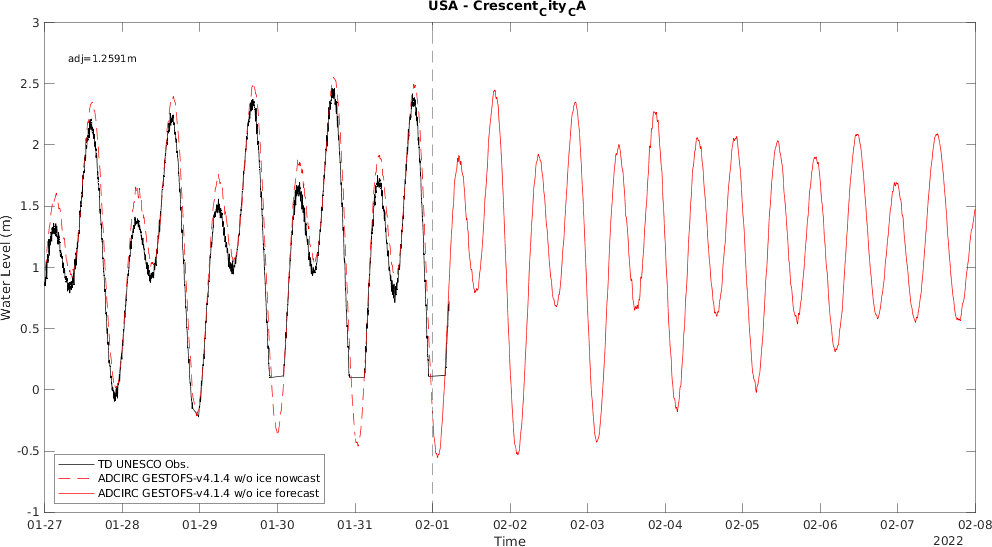 USA - Crescent_City_CA
adj=1.2591m
3
2.5
2
1.5
1
0.5
0
-0.5
-1
Water Level (m)
TD UNESCO Obs.
ADCIRC GESTOFS-v4.1.4 w/o ice nowcast
ADCIRC GESTOFS-v4.1.4 w/o ice forecast
01-27 01-28 01-29 01-30 01-31 02-01 02-02 02-03 02-04 02-05 02-06 02-07 02-08
Time
2022